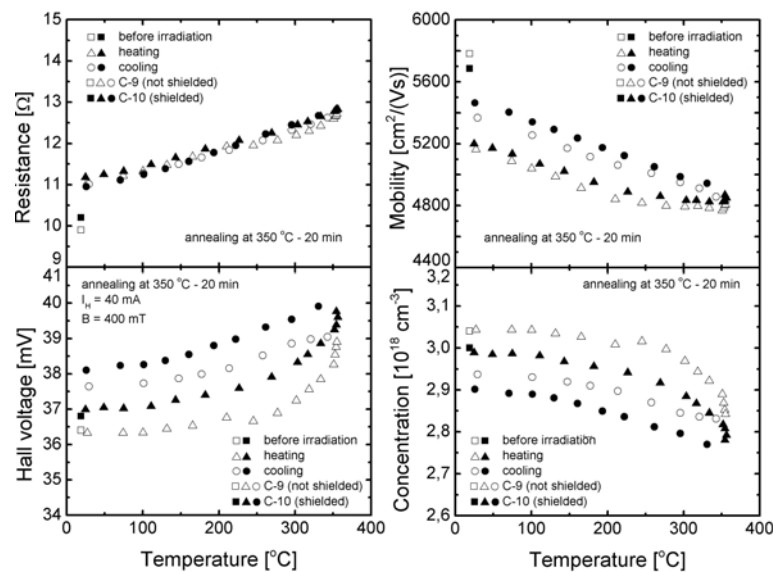 15
14
13
12
11
10
9
Resistance [Ω]
before irradiation
heating
cooling
C-9 (not shielded)
C-10 (shielded)
annealing at 350 °C - 20 min
6000
5600
5200
4800
4400
Mobility [cm²/(Vs)]
before irradiation
heating
cooling
C-9 (not shielded)
C-10 (shielded)
annealing at 350 °C - 20 min
41
40
39
38
37
36
35
34
Hall voltage [mV]
annealing at 350 °C - 20 min
I_H = 40 mA
B = 400 mT
before irradiation
heating
cooling
C-9 (not shielded)
C-10 (shielded)
0 100 200 300 400
Temperature [°C]
3,2
3,1
3,0
2,9
2,8
2,7
2,6
Concentration [10¹⁸ cm⁻³]
annealing at 350 °C - 20 min
before irradiation
heating
cooling
C-9 (not shielded)
C-10 (shielded)
0 100 200 300 400
Temperature [°C]